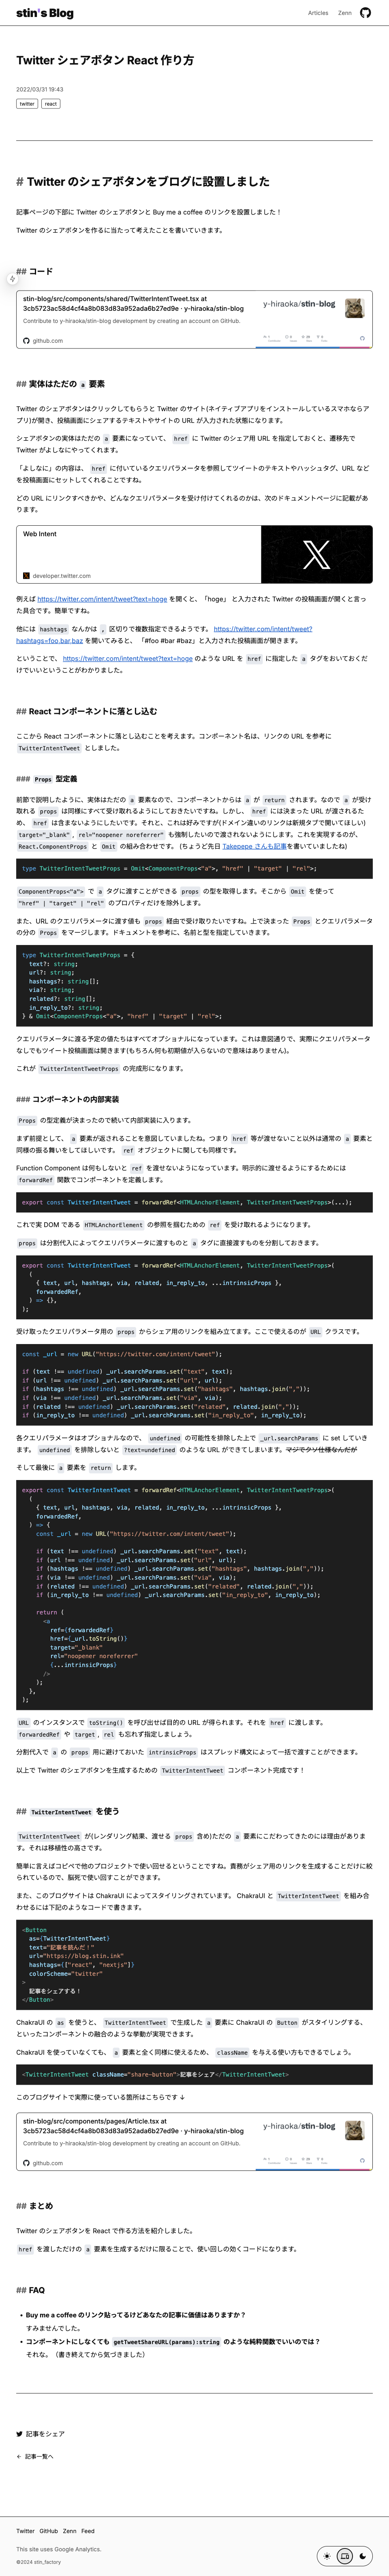 stin's Blog
Articles
Zenn
Twitter シェアボタン React 作り方
2022/03/31 19:43
twitter
react
# Twitter のシェアボタンをブログに設置しました
記事ページの下部に Twitter のシェアボタンと Buy me a coffee のリンクを設置しました！
Twitter のシェアボタンを作るに当たって考えたことを書いていきます。
## コード
stin-blog/src/components/shared/TwitterIntentTweet.tsx at
3cb5723ac58d4cf4a8b083d83a952ada6b27ed9e · y-hiraoka/stin-blog
Contribute to y-hiraoka/stin-blog development by creating an account on GitHub.
github.com
y-hiraoka/stin-blog
## 実体はただの a 要素
Twitter のシェアボタンはクリックしてもらうと Twitter のサイト(ネイティブアプリをインストールしているスマホならア
プリ)が開き、投稿画面にシェアするテキストやサイトの URL が入力された状態になります。
シェアボタンの実体はただの a 要素になっていて、 href に Twitter のシェア用 URL を指定しておくと、遷移先で
Twitter がよしなにやってくれます。
「よしなに」の内容は、 href に付いているクエリパラメータを参照してツイートのテキストやハッシュタグ、URL など
を投稿画面にセットしてくれることですね。
どの URL にリンクすべきかや、どんなクエリパラメータを受け付けてくれるのかは、次のドキュメントページに記載があ
ります。
Web Intent
developer.twitter.com
例えば https://twitter.com/intent/tweet?text=hoge を開くと、「hoge」 と入力された Twitter の投稿画面が開くと言っ
た具合です。簡単ですね。
他には hashtags なんかは , 区切りで複数指定できるようです。 https://twitter.com/intent/tweet?
hashtags=foo,bar,baz を開いてみると、 「#foo #bar #baz」と入力された投稿画面が開きます。
ということで、 https://twitter.com/intent/tweet?text=hoge のような URL を href に指定した a タグをおいておくだ
けでいいということがわかりました。
## React コンポーネントに落とし込む
ここから React コンポーネントに落とし込むことを考えます。コンポーネント名は、リンクの URL を参考に
TwitterIntentTweet としました。
### Props 型定義
前節で説明したように、実体はただの a 要素なので、コンポーネントからは a が return されます。なので a が受け
取れる props は同様にすべて受け取れるようにしておきたいですね。しかし、 href には決まった URL が渡されるた
め、 href は含まないようにしたいです。それと、これは好みですが(ドメイン違いのリンクは新規タブで開いてほしい)
target="_blank" , rel="noopener noreferrer" も強制したいので渡されないようにします。これを実現するのが、
React.ComponentProps と Omit の組み合わせです。 (ちょうど先日 Takepepe さんも記事を書いていましたね)
type TwitterIntentTweetProps = Omit<ComponentProps<"a">, "href" | "target" | "rel">;
ComponentProps<"a"> で a タグに渡すことができる props の型を取得します。そこから Omit を使って
"href" | "target" | "rel" のプロパティだけを除外します。
また、URL のクエリパラメータに渡す値も props 経由で受け取りたいですね。上で決まった Props とクエリパラメータ
の分の Props をマージします。ドキュメントを参考に、名前と型を指定していきます。
type TwitterIntentTweetProps = {
text?: string;
url?: string;
hashtags?: string[];
via?: string;
related?: string[];
in_reply_to?: string;
} & Omit<ComponentProps<"a">, "href" | "target" | "rel">;
クエリパラメータに渡る予定の値たちはすべてオプショナルになっています。これは意図通りで、実際にクエリパラメータ
なしでもツイート投稿画面は開きます(もちろん何も初期値が入らないので意味はありません)。
これが TwitterIntentTweetProps の完成形になります。
### コンポーネントの内部実装
Props の型定義が決まったので続いて内部実装に入ります。
まず前提として、 a 要素が返されることを意図していましたね。つまり href 等が渡せないこと以外は通常の a 要素と
同様の振る舞いをしてほしいです。 ref オブジェクトに関しても同様です。
Function Component は何もしないと ref を渡せないようになっています。明示的に渡せるようにするためには
forwardRef 関数でコンポーネントを定義します。
export const TwitterIntentTweet = forwardRef<HTMLAnchorElement, TwitterIntentTweetProps>(...);
これで実 DOM である HTMLAnchorElement の参照を掴むための ref を受け取れるようになります。
props は分割代入によってクエリパラメータに渡すものと a タグに直接渡すものを分割しておきます。
export const TwitterIntentTweet = forwardRef<HTMLAnchorElement, TwitterIntentTweetProps>(
(
{ text, url, hashtags, via, related, in_reply_to, ...intrinsicProps },
forwardedRef,
) => {},
);
受け取ったクエリパラメータ用の props からシェア用のリンクを組み立てます。ここで使えるのが URL クラスです。
const _url = new URL("https://twitter.com/intent/tweet");
if (text !== undefined) _url.searchParams.set("text", text);
if (url !== undefined) _url.searchParams.set("url", url);
if (hashtags !== undefined) _url.searchParams.set("hashtags", hashtags.join(","));
if (via !== undefined) _url.searchParams.set("via", via);
if (related !== undefined) _url.searchParams.set("related", related.join(","));
if (in_reply_to !== undefined) _url.searchParams.set("in_reply_to", in_reply_to);
各クエリパラメータはオプショナルなので、 undefined の可能性を排除した上で _url.searchParams に set していき
ます。 undefined を排除しないと ?text=undefined のような URL ができてしまいます。マジでクソ仕様なんだが
そして最後に a 要素を return します。
export const TwitterIntentTweet = forwardRef<HTMLAnchorElement, TwitterIntentTweetProps>(
(
{ text, url, hashtags, via, related, in_reply_to, ...intrinsicProps },
forwardedRef,
) => {
const _url = new URL("https://twitter.com/intent/tweet");
if (text !== undefined) _url.searchParams.set("text", text);
if (url !== undefined) _url.searchParams.set("url", url);
if (hashtags !== undefined) _url.searchParams.set("hashtags", hashtags.join(","));
if (via !== undefined) _url.searchParams.set("via", via);
if (related !== undefined) _url.searchParams.set("related", related.join(","));
if (in_reply_to !== undefined) _url.searchParams.set("in_reply_to", in_reply_to);
return (
<a
ref={forwardedRef}
href={_url.toString()}
target="_blank"
rel="noopener noreferrer"
{...intrinsicProps}
/>
);
},
);
URL のインスタンスで toString() を呼び出せば目的の URL が得られます。それを href に渡します。
forwardedRef や target , rel も忘れず指定しましょう。
分割代入で a の props 用に避けておいた intrinsicProps はスプレッド構文によって一括で渡すことができます。
以上で Twitter のシェアボタンを生成するための TwitterIntentTweet コンポーネント完成です！
## TwitterIntentTweet を使う
TwitterIntentTweet が(レンダリング結果、渡せる props 含め)ただの a 要素にこだわってきたのには理由がありま
す。それは移植性の高さです。
簡単に言えばコピペで他のプロジェクトで使い回せるということですね。責務がシェア用のリンクを生成することだけに絞
られているので、脳死で使い回すことができます。
また、このブログサイトは ChakraUI によってスタイリングされています。 ChakraUI と TwitterIntentTweet を組み合
わせるには下記のようなコードで書きます。
<Button
as={TwitterIntentTweet}
text="記事を読んだ！"
url="https://blog.stin.ink"
hashtags={["react", "nextjs"]}
colorScheme="twitter"
>
記事をシェアする！
</Button>
ChakraUI の as を使うと、 TwitterIntentTweet で生成した a 要素に ChakraUI の Button がスタイリングする、
といったコンポーネントの融合のような挙動が実現できます。
ChakraUI を使っていなくても、 a 要素と全く同様に使えるため、 className を与える使い方もできるでしょう。
<TwitterIntentTweet className="share-button">記事をシェア</TwitterIntentTweet>
このブログサイトで実際に使っている箇所はこちらです ↓
stin-blog/src/components/pages/Article.tsx at
3cb5723ac58d4cf4a8b083d83a952ada6b27ed9e · y-hiraoka/stin-blog
Contribute to y-hiraoka/stin-blog development by creating an account on GitHub.
github.com
y-hiraoka/stin-blog
## まとめ
Twitter のシェアボタンを React で作る方法を紹介しました。
href を渡しただけの a 要素を生成するだけに限ることで、使い回しの効くコードになります。
## FAQ
• Buy me a coffee のリンク貼ってるけどあなたの記事に価値はありますか？
すみませんでした。
• コンポーネントにしなくても getTweetShareURL(params):string のような純粋関数でいいのでは？
それな。（書き終えてから気づきました）
記事をシェア
← 記事一覧へ
Twitter
GitHub
Zenn
Feed
This site uses Google Analytics.
©2024 stin_factory